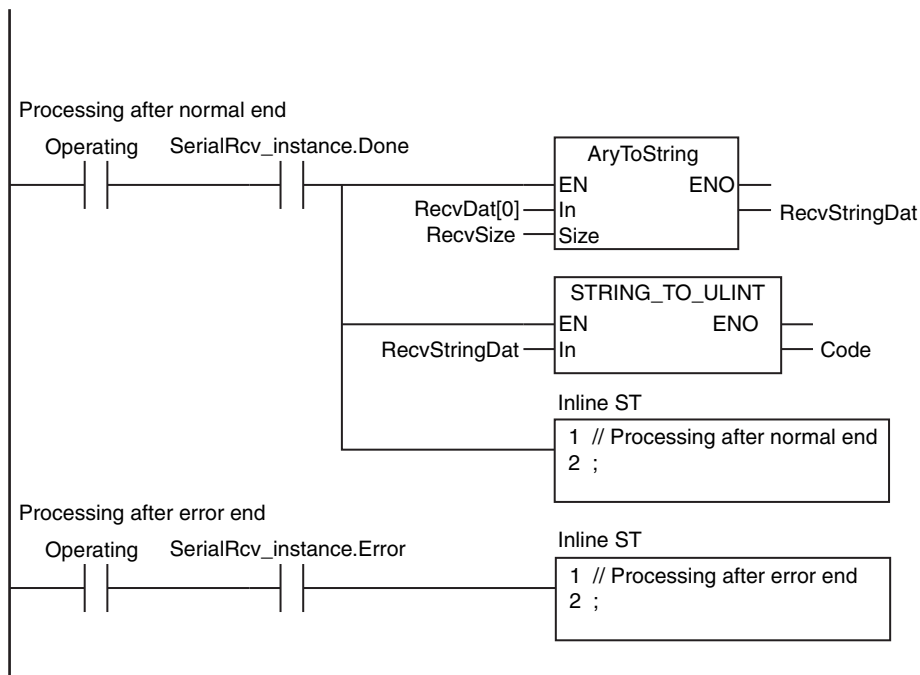 Processing after normal end
Operating SerialRcv_instance.Done
AryToString
EN ENO
RecvDat[0] In RecvStringDat
RecvSize Size
STRING_TO_ULINT
EN ENO
RecvStringDat In Code
Inline ST
1 // Processing after normal end
2 ;
Processing after error end
Operating SerialRcv_instance.Error
Inline ST
1 // Processing after error end
2 ;